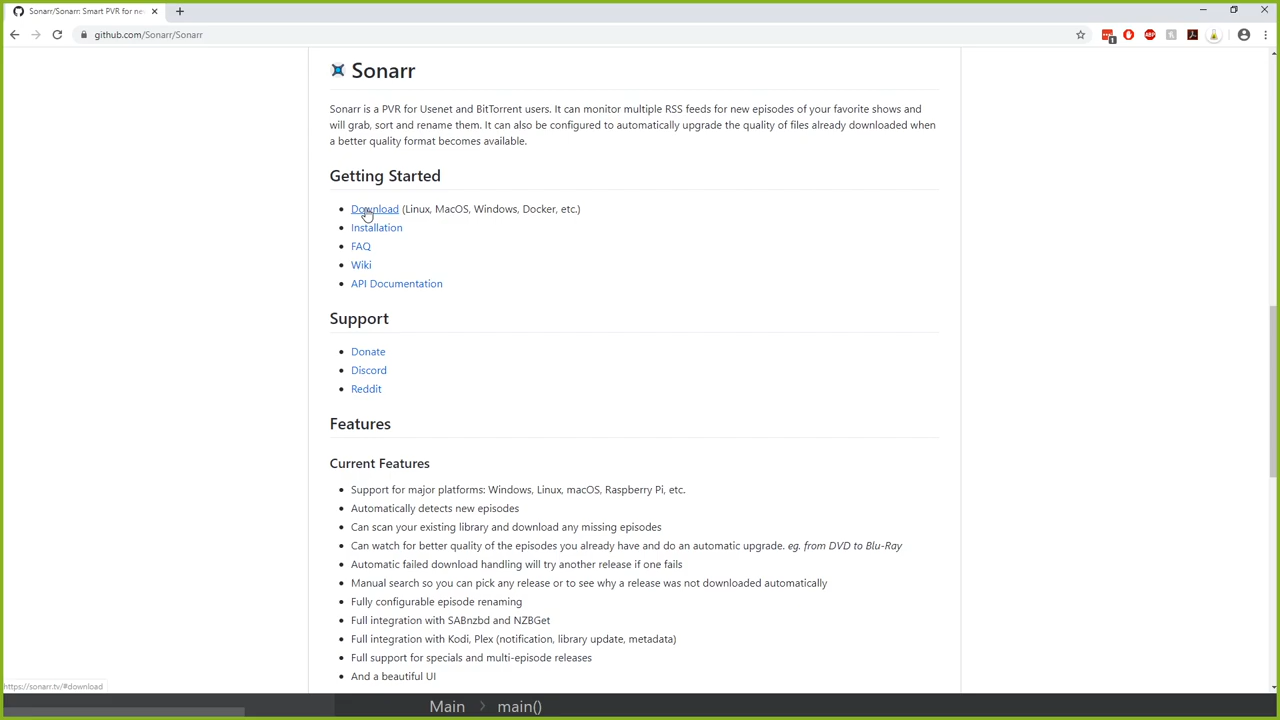 Sonarr/Sonarr: Smart PVR for ne
github.com/Sonarr/Sonarr
1
ABP
Sonarr
Sonarr is a PVR for Usenet and BitTorrent users. It can monitor multiple RSS feeds for new episodes of your favorite shows and
will grab, sort and rename them. It can also be configured to automatically upgrade the quality of files already downloaded when
a better quality format becomes available.
Getting Started
Download (Linux, MacOS, Windows, Docker, etc.)
Installation
FAQ
Wiki
API Documentation
Support
Donate
Discord
Reddit
Features
Current Features
Support for major platforms: Windows, Linux, macOS, Raspberry Pi, etc.
Automatically detects new episodes
Can scan your existing library and download any missing episodes
Can watch for better quality of the episodes you already have and do an automatic upgrade. eg. from DVD to Blu-Ray
Automatic failed download handling will try another release if one fails
Manual search so you can pick any release or to see why a release was not downloaded automatically
Fully configurable episode renaming
Full integration with SABnzbd and NZBGet
Full integration with Kodi, Plex (notification, library update, metadata)
Full support for specials and multi-episode releases
And a beautiful UI
https://sonarr.tv/#download
Main > main()